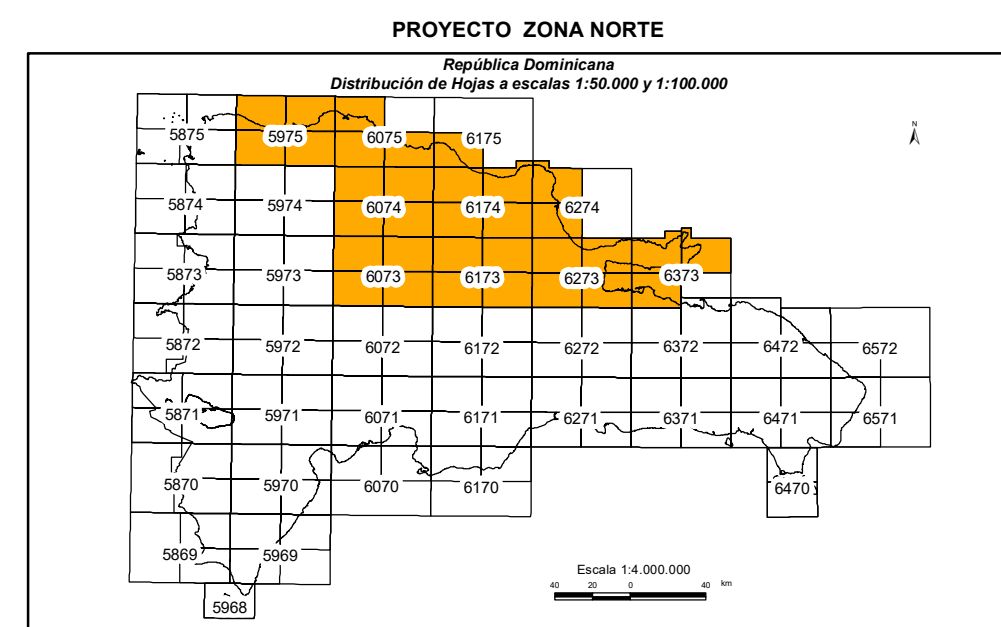 PROYECTO ZONA NORTE
República Dominicana
Distribución de Hojas a escalas 1:50.000 y 1:100.000
N
5875 5975 6075 6175
5874 5974 6074 6174 6274
5873 5973 6073 6173 6273 6373
5872 5972 6072 6172 6272 6372 6472 6572
5871 5971 6071 6171 6271 6371 6471 6571
5870 5970 6070 6170 6470
5869 5969
5968
Escala 1:4.000.000
40 20 0 40 km